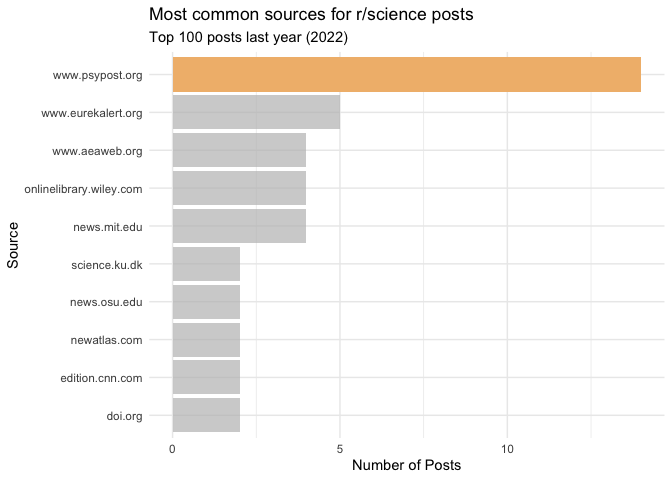 Most common sources for r/science posts
Top 100 posts last year (2022)
www.psypost.org
www.eurekalert.org
www.aeaweb.org
onlinelibrary.wiley.com
news.mit.edu
science.ku.dk
news.osu.edu
newatlas.com
edition.cnn.com
doi.org
Source
0 5 10
Number of Posts